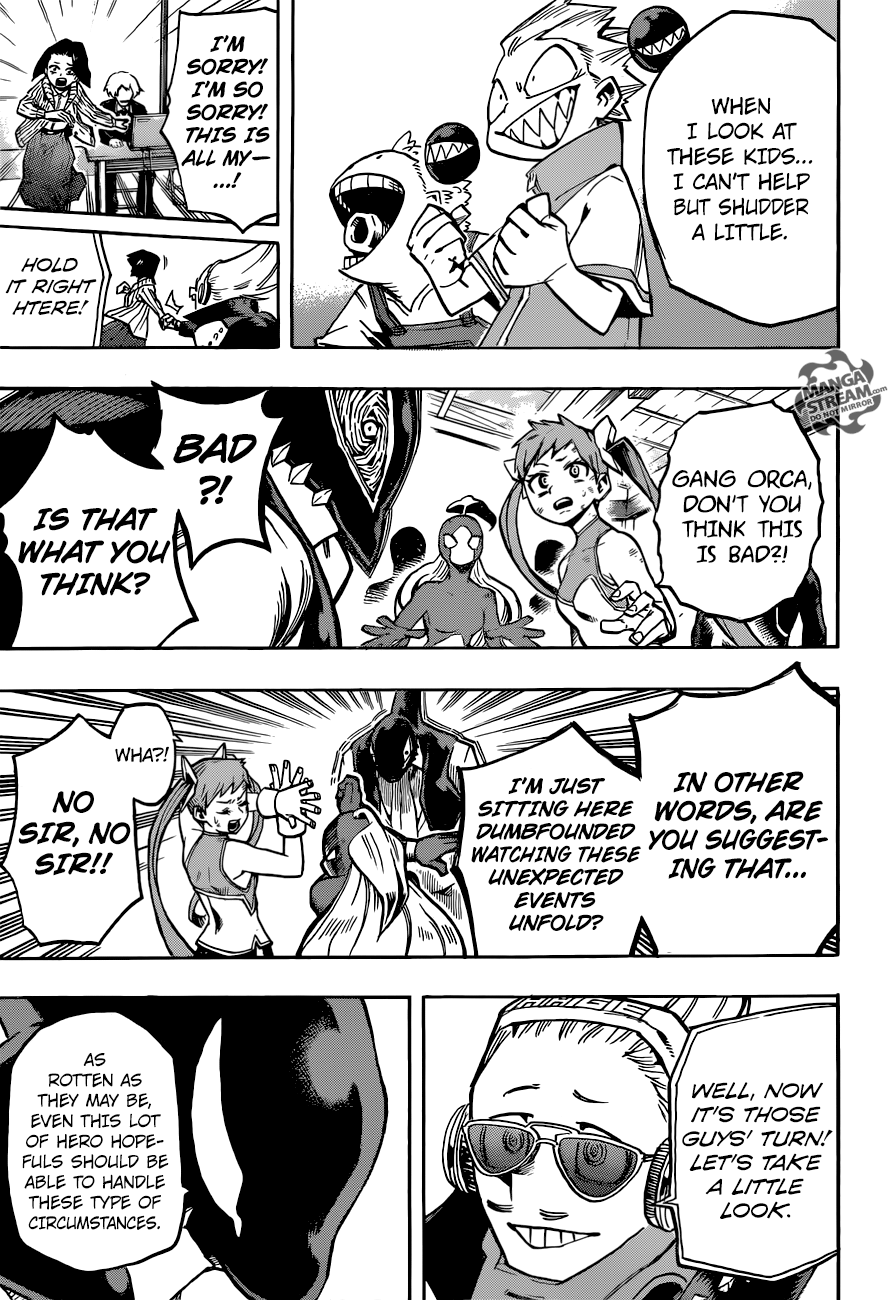 WHEN
I LOOK AT
THESE KIDS...
I CAN'T HELP
BUT SHUDDER
A LITTLE.
I'M
SORRY!
I'M SO
SORRY!
THIS IS
ALL MY—
...!
HOLD
IT RIGHT
HTERE!
MANGA
STREAM.com
DO NOT MIRROR
GANG ORCA,
DON'T YOU
THINK THIS
IS BAD?!
BAD
?!
IS THAT
WHAT YOU
THINK?
IN OTHER
WORDS, ARE
YOU SUGGEST-
ING THAT...
I'M JUST
SITTING HERE
DUMBFOUNDED
WATCHING THESE
UNEXPECTED
EVENTS
UNFOLD?
WHA?!
NO
SIR, NO
SIR!!
WELL, NOW
IT'S THOSE
GUYS' TURN!
LET'S TAKE
A LITTLE
LOOK.
AS
ROTTEN AS
THEY MAY BE,
EVEN THIS LOT
OF HERO HOPE-
FULS SHOULD BE
ABLE TO HANDLE
THESE TYPE OF
CIRCUMSTANCES.